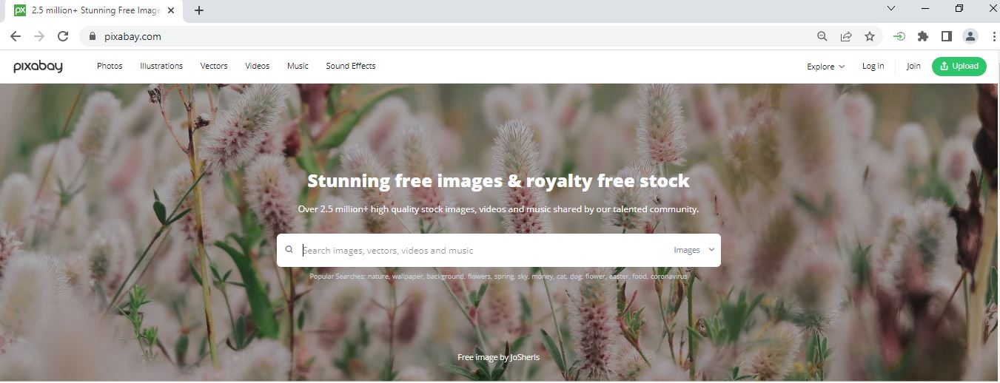 px 2.5 million+ Stunning Free Image
pixabay.com
pixabay Photos Illustrations Vectors Videos Music Sound Effects Explore Log in Join Upload
Stunning free images & royalty free stock
Over 2.5 million+ high quality stock images, videos and music shared by our talented community.
Search images, vectors, videos and music Images
Popular Searches: nature, wallpaper, background, flowers, spring, sky, money, cat, dog, flower, easter, food, coronavirus
Free image by JoSherls